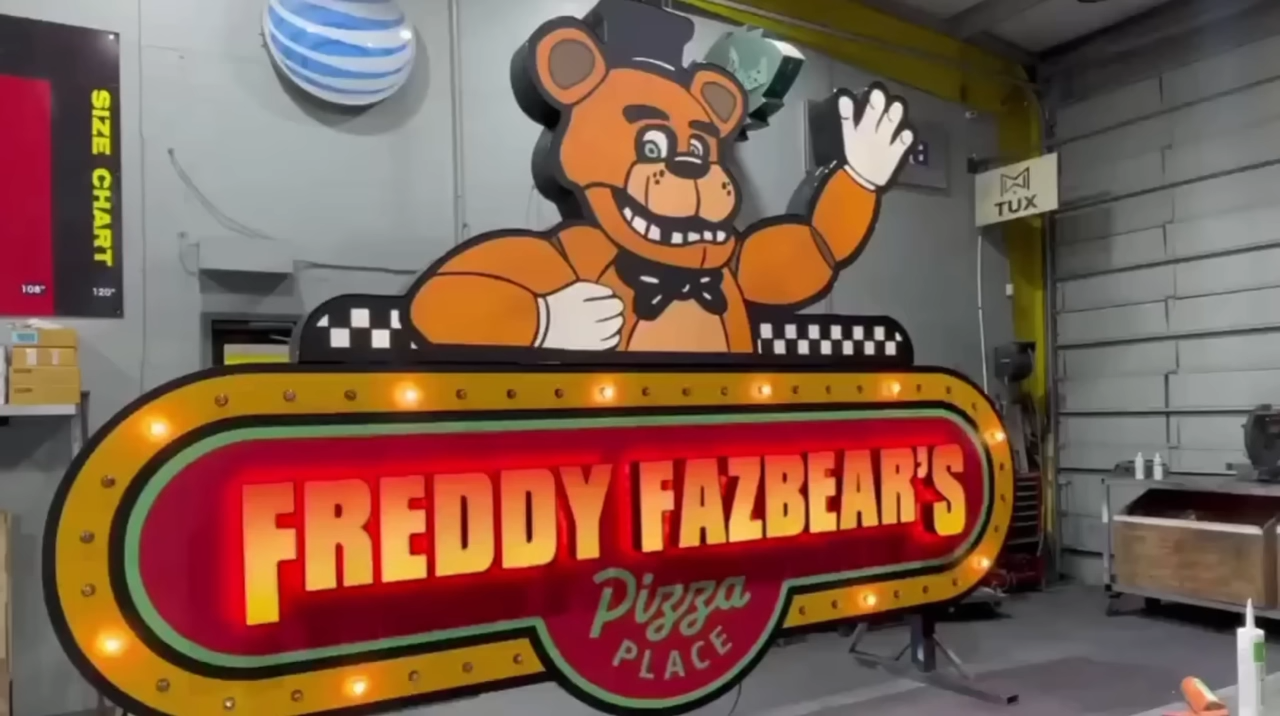 SIZE CHART
108"
120"
TUX
FREDDY FAZBEAR'S
Pizza
PLACE